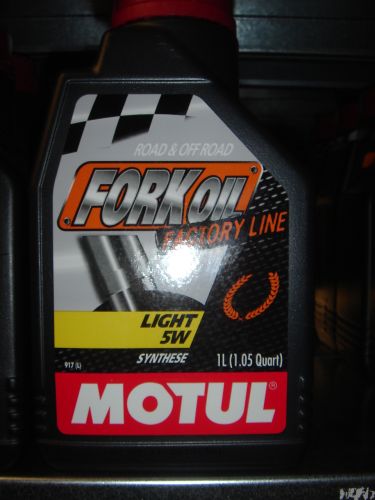 ROAD & OFF ROAD
FORK OIL
FACTORY LINE
LIGHT
5W
SYNTHESE
1L (1.05 Quart)
917 (L)
MOTUL